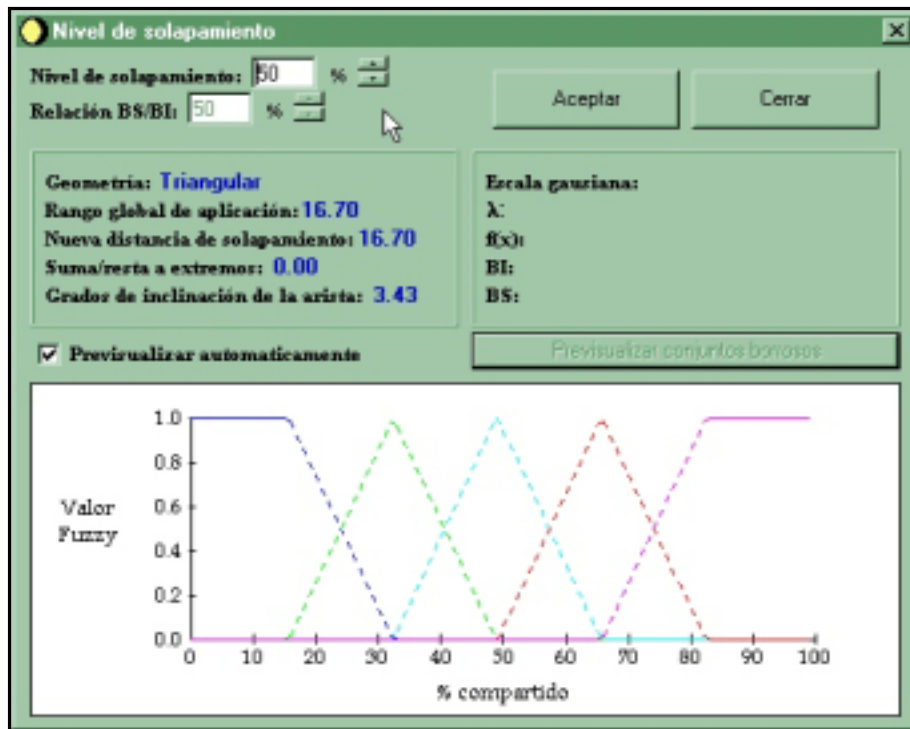 Nivel de solapamiento
Nivel de solapamiento: 50 %
Relación BS/BI: 50 %
Aceptar
Cerrar
Geometría: Triangular
Rango global de aplicación: 16.70
Nueva distancia de solapamiento: 16.70
Suma/resta a extremos: 0.00
Grados de inclinación de la arista: 3.43
Escala gausiana:
λ:
f(x):
BI:
BS:
Previsualizar automaticamente
Previsualizar conjuntos borrosos
1.0
0.8
0.6
0.4
0.2
0.0
Valor
Fuzzy
0 10 20 30 40 50 60 70 80 90 100
% compartido